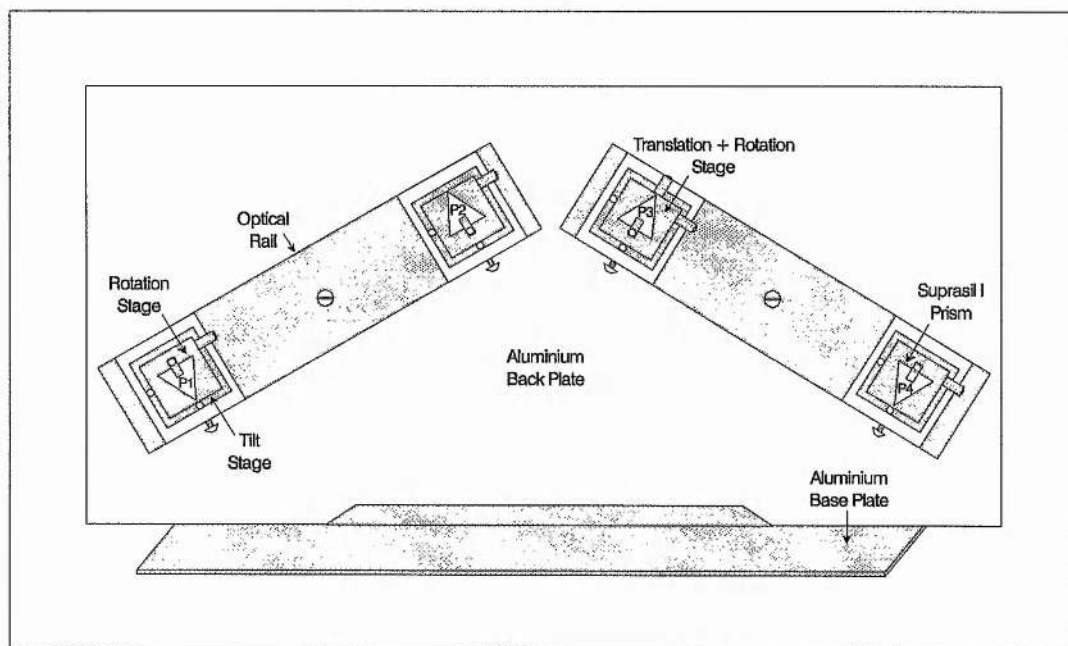 Translation + Rotation
Stage
P2
P3
Optical
Rail
Rotation
Stage
Suprasil I
Prism
P1
Aluminium
Back Plate
P4
Tilt
Stage
Aluminium
Base Plate